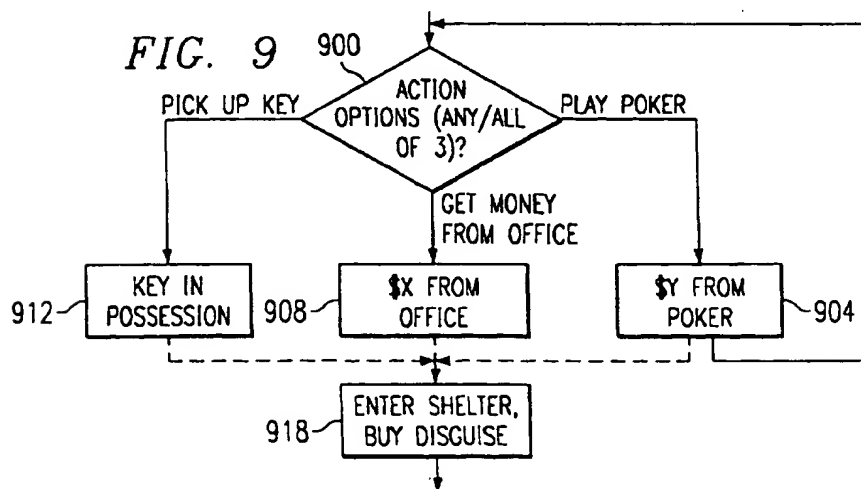 FIG. 9
900
ACTION
OPTIONS (ANY/ALL
OF 3)?
PICK UP KEY
PLAY POKER
GET MONEY
FROM OFFICE
KEY IN
POSSESSION
912
$X FROM
OFFICE
908
$Y FROM
POKER
904
ENTER SHELTER,
BUY DISGUISE
918